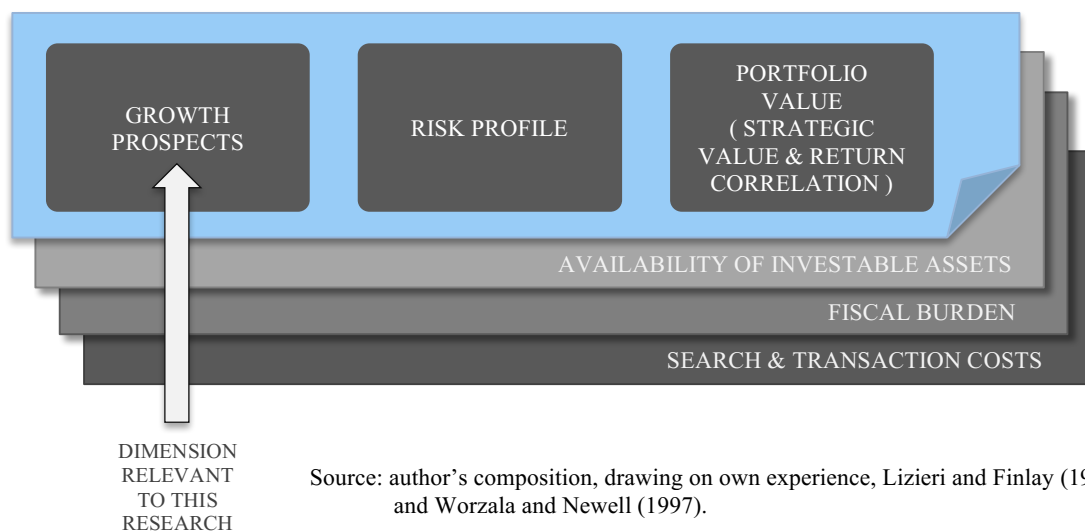 GROWTH
PROSPECTS
RISK PROFILE
PORTFOLIO
VALUE
( STRATEGIC
VALUE & RETURN
CORRELATION )
AVAILABILITY OF INVESTABLE ASSETS
FISCAL BURDEN
SEARCH & TRANSACTION COSTS
DIMENSION
RELEVANT
TO THIS
RESEARCH
Source: author's composition, drawing on own experience, Lizieri and Finlay
and Worzala and Newell (1997).